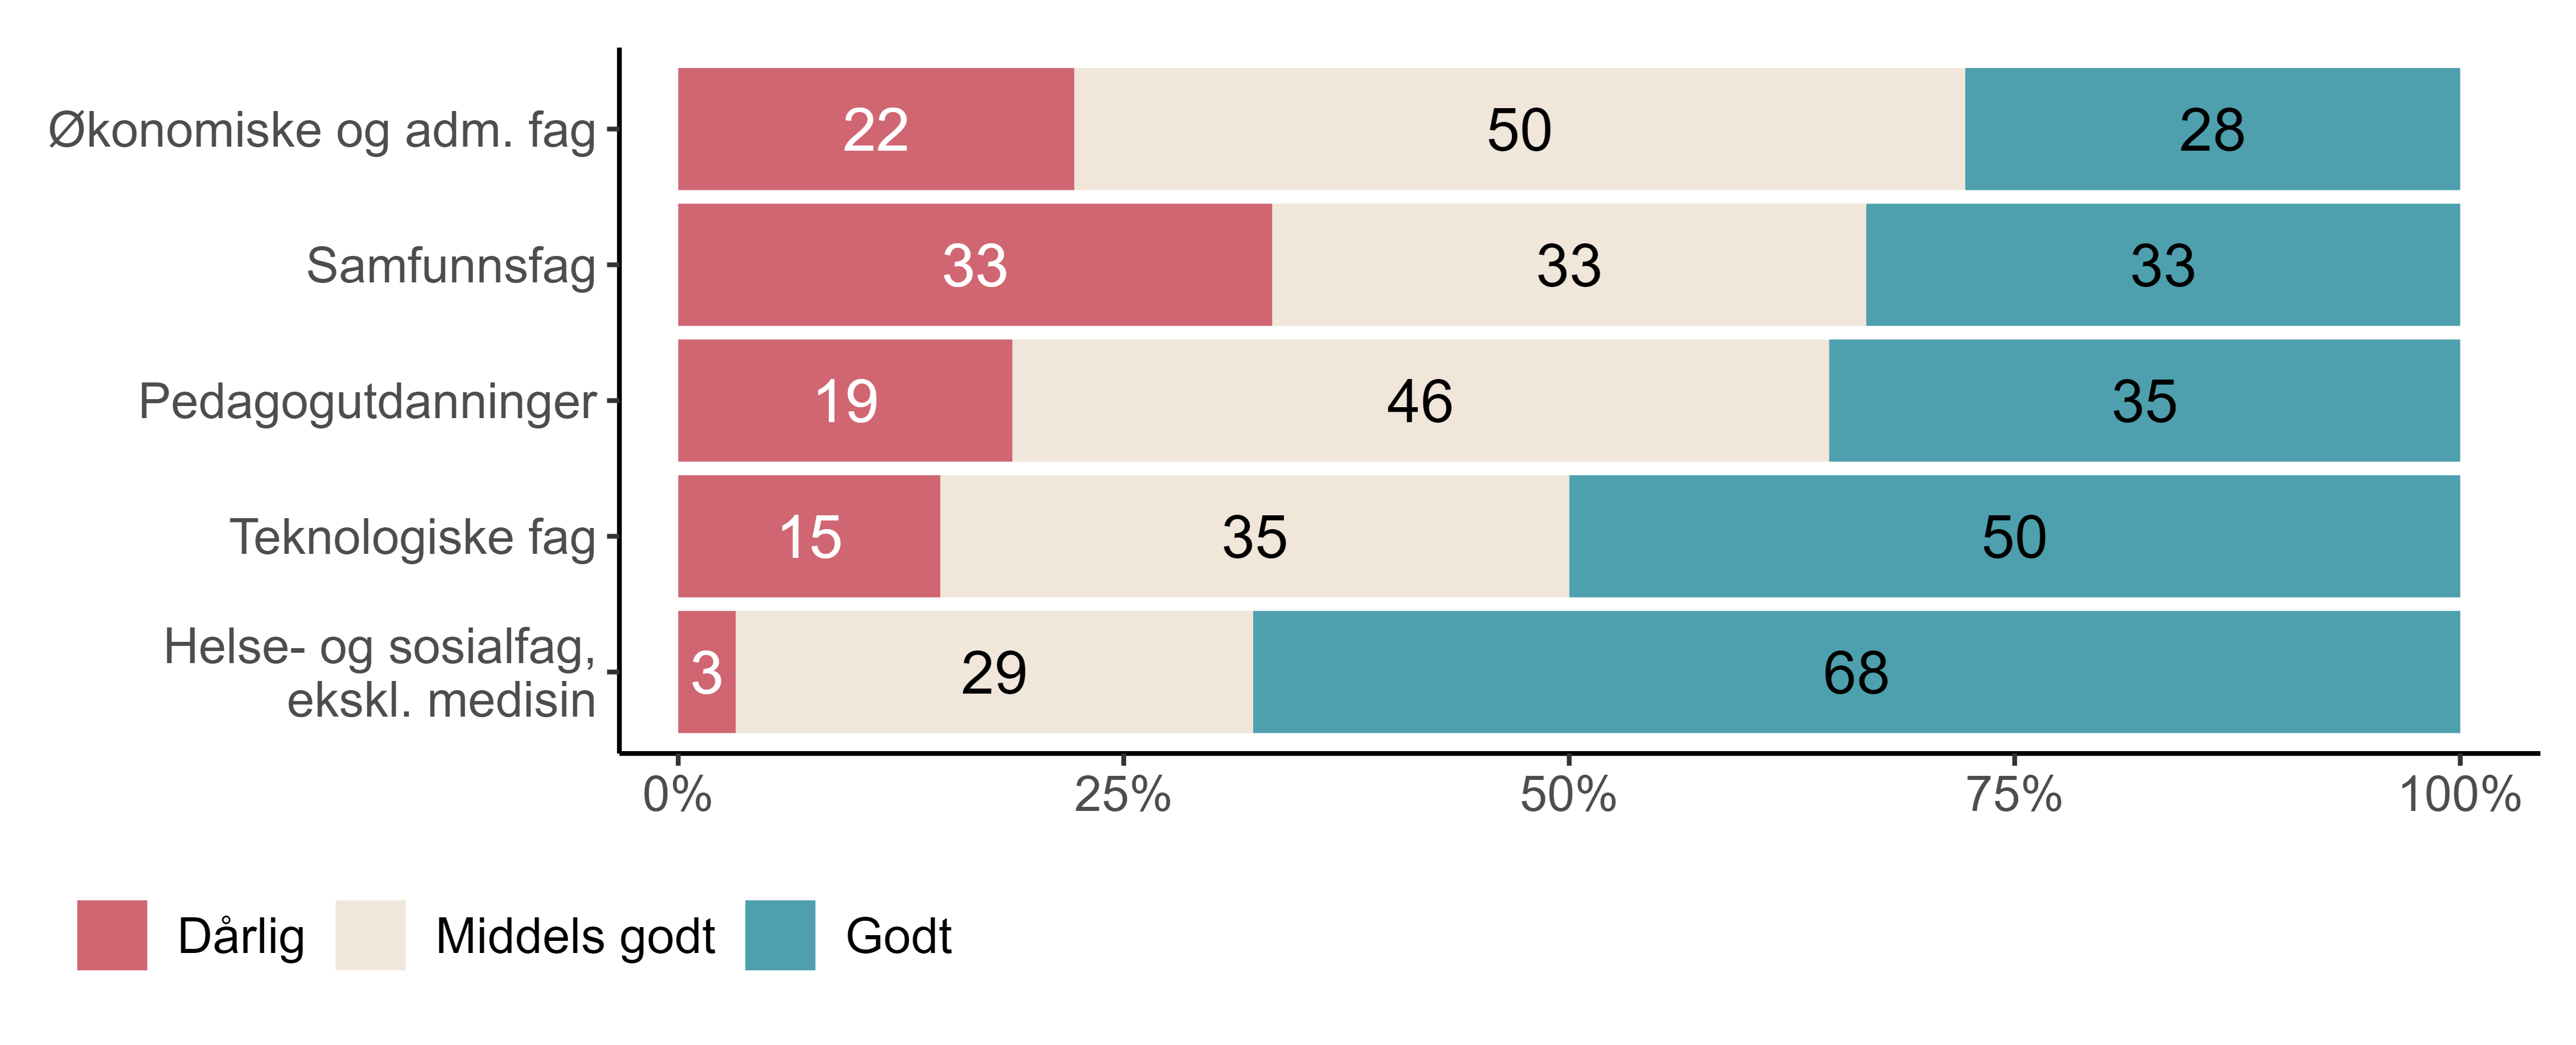 Økonomiske og adm. fag 22 50 28
Samfunnsfag 33 33 33
Pedagogutdanninger 19 46 35
Teknologiske fag 15 35 50
Helse- og sosialfag,
ekskl. medisin 3 29 68
0% 25% 50% 75% 100%
Dårlig Middels godt Godt